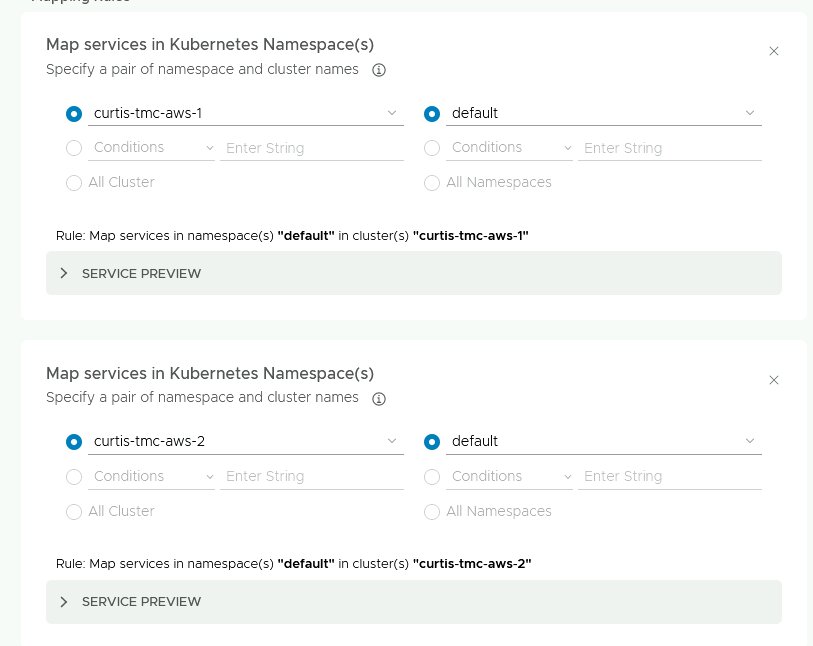 Mapping Rules
Map services in Kubernetes Namespace(s)
Specify a pair of namespace and cluster names
curtis-tmc-aws-1 default
Conditions Enter String Conditions Enter String
All Cluster All Namespaces
Rule: Map services in namespace(s) "default" in cluster(s) "curtis-tmc-aws-1"
SERVICE PREVIEW
Map services in Kubernetes Namespace(s)
Specify a pair of namespace and cluster names
curtis-tmc-aws-2 default
Conditions Enter String Conditions Enter String
All Cluster All Namespaces
Rule: Map services in namespace(s) "default" in cluster(s) "curtis-tmc-aws-2"
SERVICE PREVIEW